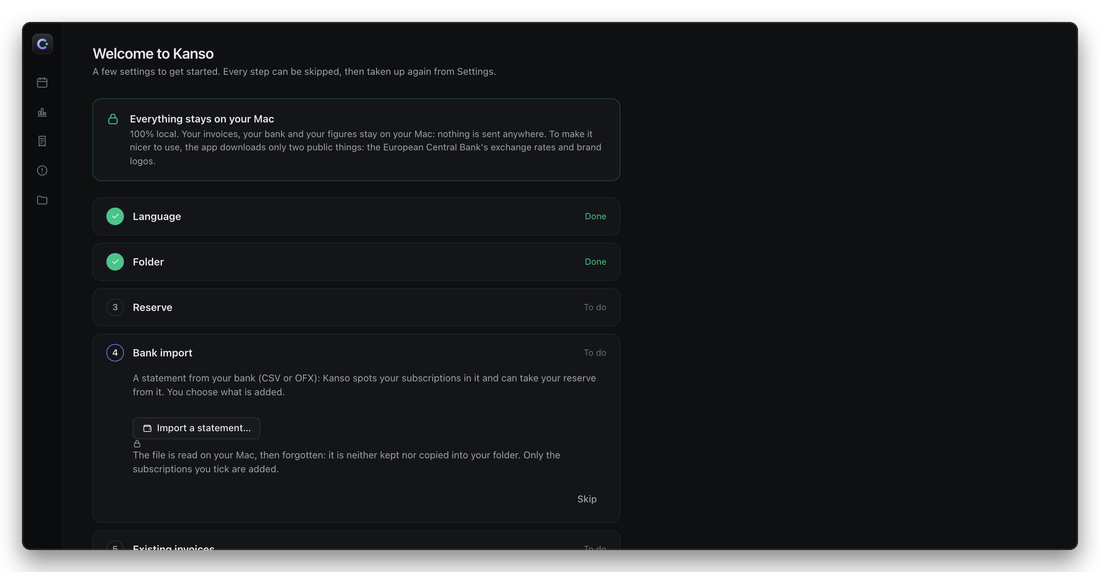 Welcome to Kanso
A few settings to get started. Every step can be skipped, then taken up again from Settings.
Everything stays on your Mac
100% local. Your invoices, your bank and your figures stay on your Mac: nothing is sent anywhere. To make it
nicer to use, the app downloads only two public things: the European Central Bank's exchange rates and brand
logos.
Language
Done
Folder
Done
3
Reserve
To do
4
Bank import
To do
A statement from your bank (CSV or OFX): Kanso spots your subscriptions in it and can take your reserve
from it. You choose what is added.
Import a statement...
The file is read on your Mac, then forgotten: it is neither kept nor copied into your folder. Only the
subscriptions you tick are added.
Skip
5
Existing invoices
To do